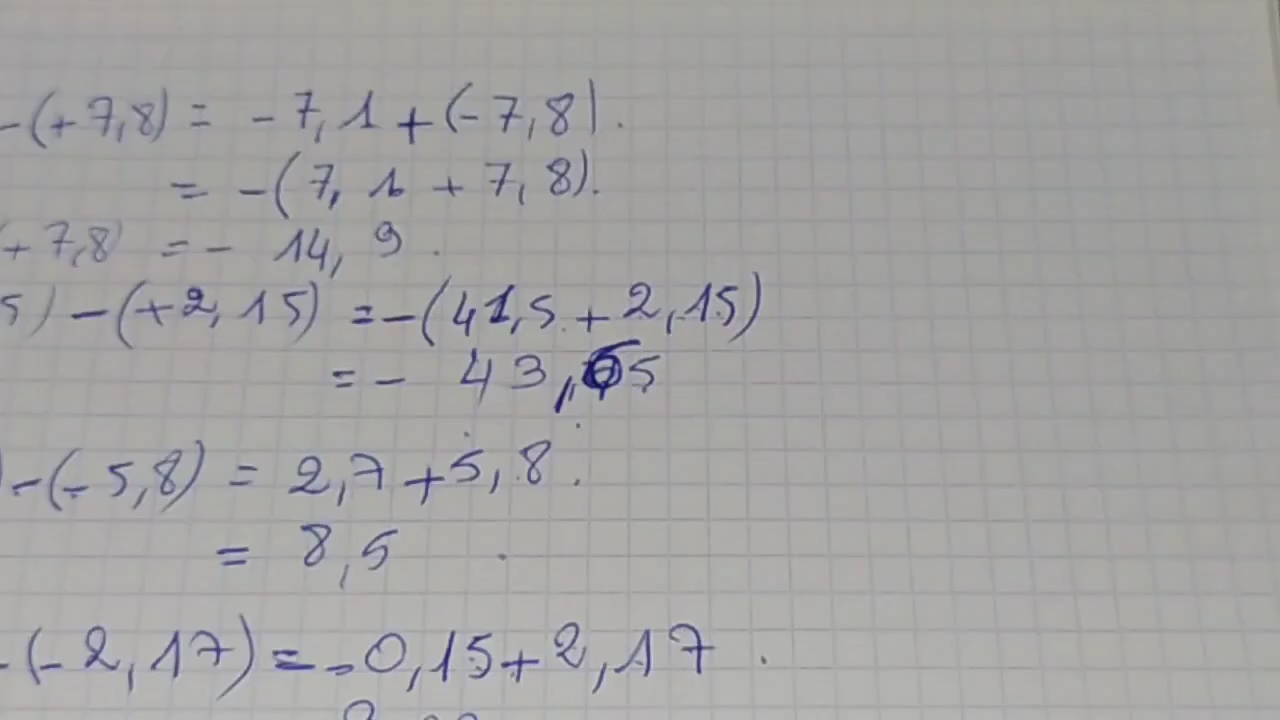 -(+7,8) = -7,1+(-7,8).
= -(7,1 + 7,8).
(+ 7,8) = - 14, 9.
5) -(+2,15) = -(41,5 + 2,15)
= - 43,65
) -(-5,8) = 2,7+5,8.
= 8,5 .
-(-2,17) = -0,15+2,17.